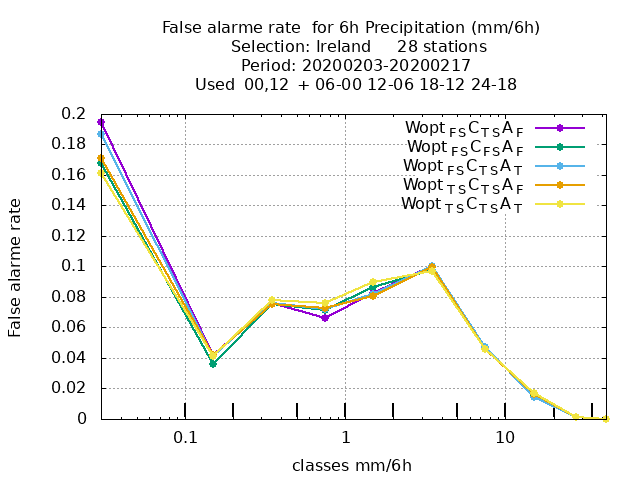 False alarme rate  for 6h Precipitation (mm/6h)
Selection: Ireland     28 stations
Period: 20200203-20200217
Used  00,12  + 06-00 12-06 18-12 24-18
Wopt FS C TS A F
Wopt FS C FS A F
Wopt FS C TS A T
Wopt TS C TS A F
Wopt TS C TS A T
0.2
0.18
0.16
0.14
0.12
0.1
0.08
0.06
0.04
0.02
0
False alarme rate
0.1 1 10
classes mm/6h